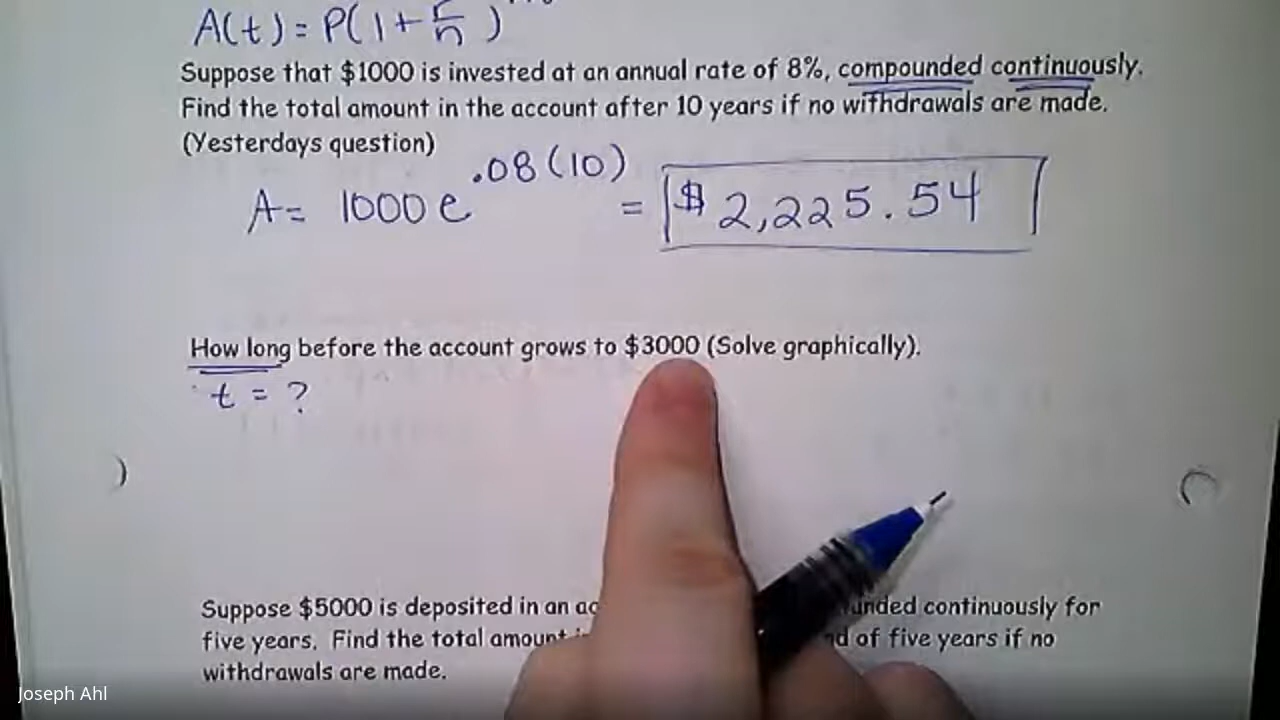 A(t) = P(1 + r/n)
Suppose that $1000 is invested at an annual rate of 8%, compounded continuously.
Find the total amount in the account after 10 years if no withdrawals are made.
(Yesterdays question)
A = 1000 e^.08(10) = $2,225.54
How long before the account grows to $3000 (Solve graphically).
t = ?
Suppose $5000 is deposited in an ac unded continuously for
five years. Find the total amount i nd of five years if no
withdrawals are made.
Joseph Ahl